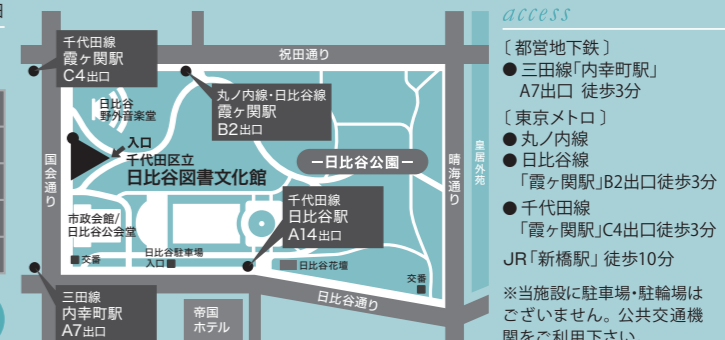 千代田線
霞ヶ関駅
C4出口
祝田通り
丸ノ内線・日比谷線
霞ヶ関駅
B2出口
日比谷
野外音楽堂
入口
千代田区立
日比谷図書文化館
ー日比谷公園ー
国会通り
晴海通り
皇居外苑
千代田線
日比谷駅
A14出口
市政会館/
日比谷公会堂
交番
日比谷駐車場
入口
日比谷花壇
交番
日比谷通り
三田線
内幸町駅
A7出口
帝国
ホテル
access
〔都営地下鉄〕
●三田線「内幸町駅」
A7出口 徒歩3分
〔東京メトロ〕
●丸ノ内線
●日比谷線
「霞ヶ関駅」B2出口徒歩3分
●千代田線
「霞ヶ関駅」C4出口徒歩3分
JR「新橋駅」徒歩10分
※当施設に駐車場・駐輪場は
ございません。公共交通機
関をご利用下さい